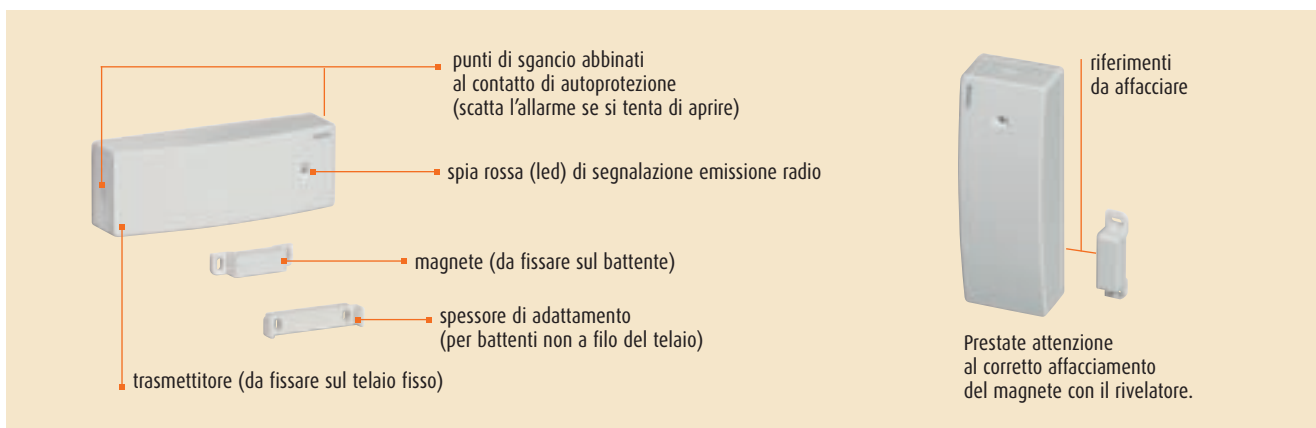 punti di sgancio abbinati
al contatto di autoprotezione
(scatta l'allarme se si tenta di aprire)
spia rossa (led) di segnalazione emissione radio
magnete (da fissare sul battente)
spessore di adattamento
(per battenti non a filo del telaio)
trasmettitore (da fissare sul telaio fisso)
riferimenti
da affacciare
Prestate attenzione
al corretto affacciamento
del magnete con il rivelatore.